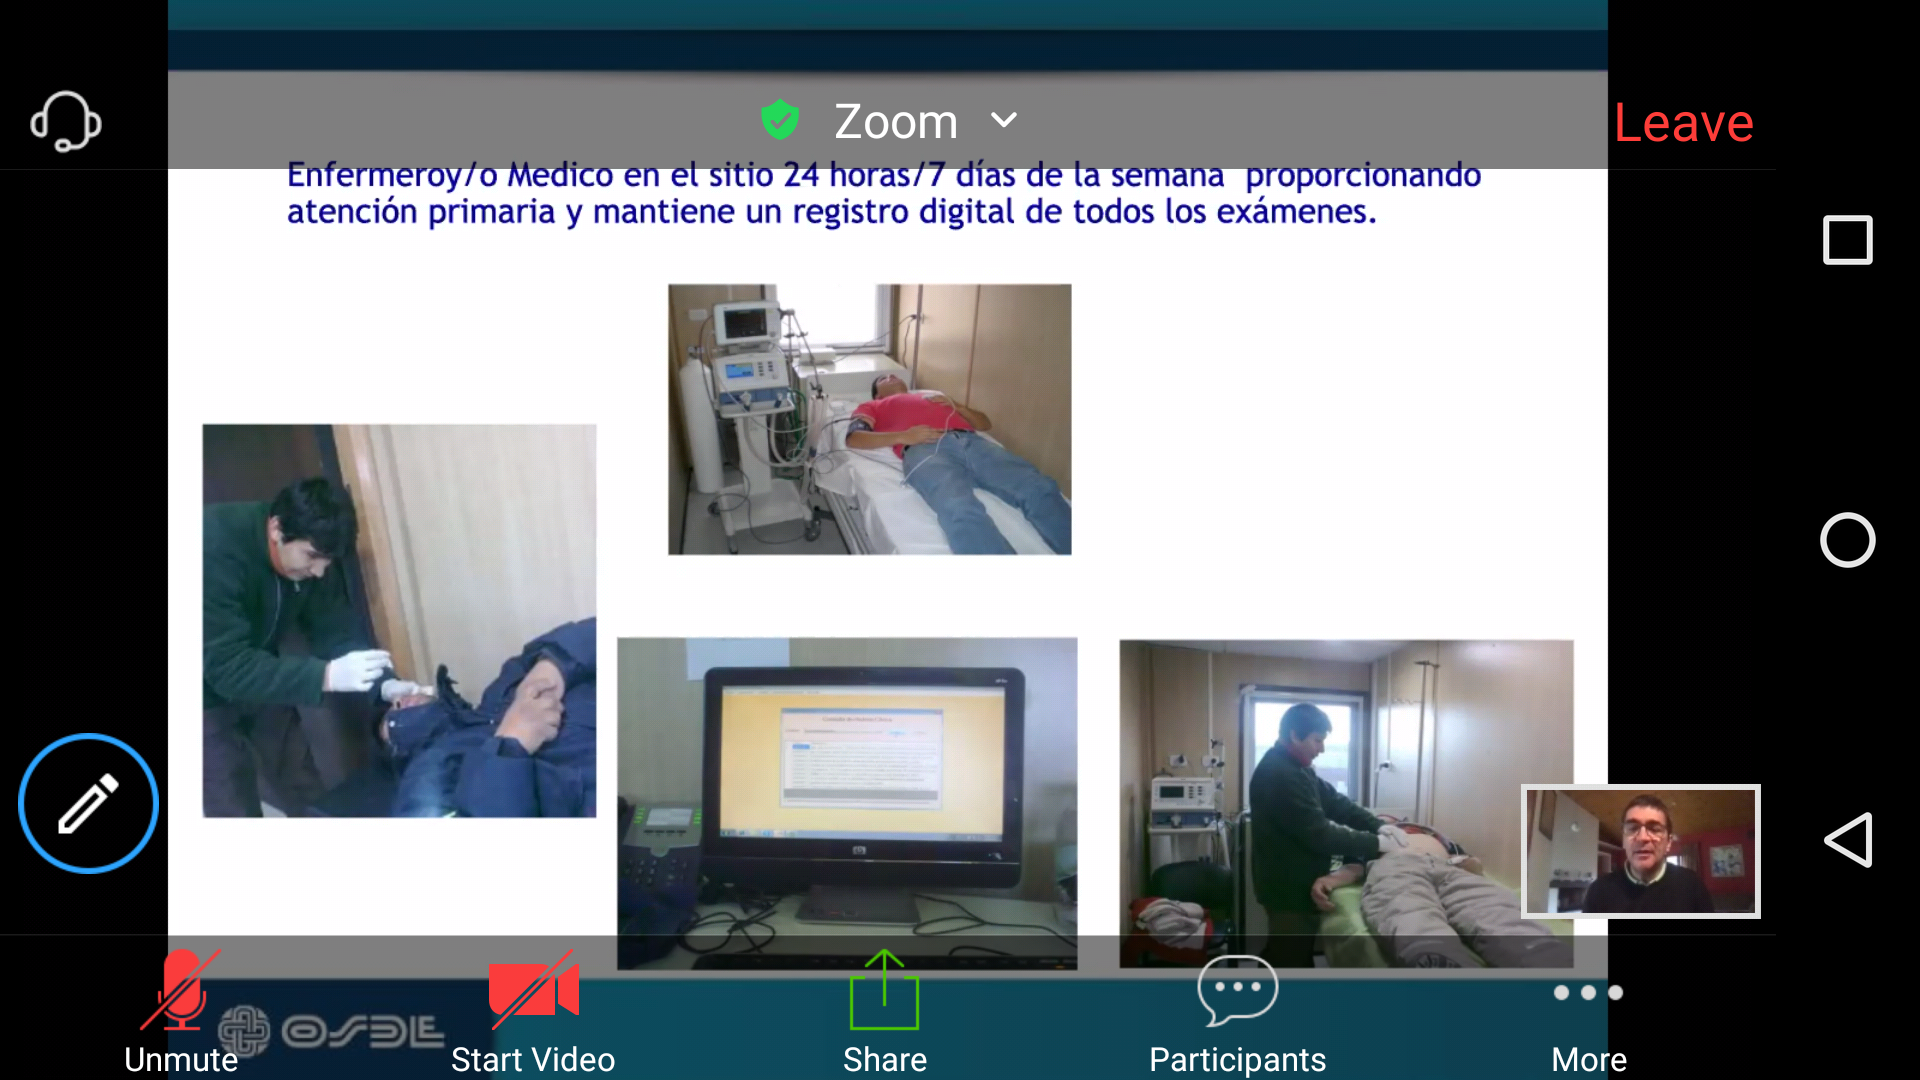 Zoom
Leave
Enfermeroy/o Medico en el sitio 24 horas/7 días de la semana proporcionando
atención primaria y mantiene un registro digital de todos los exámenes.
OSDE
Unmute
Start Video
Share
Participants
More